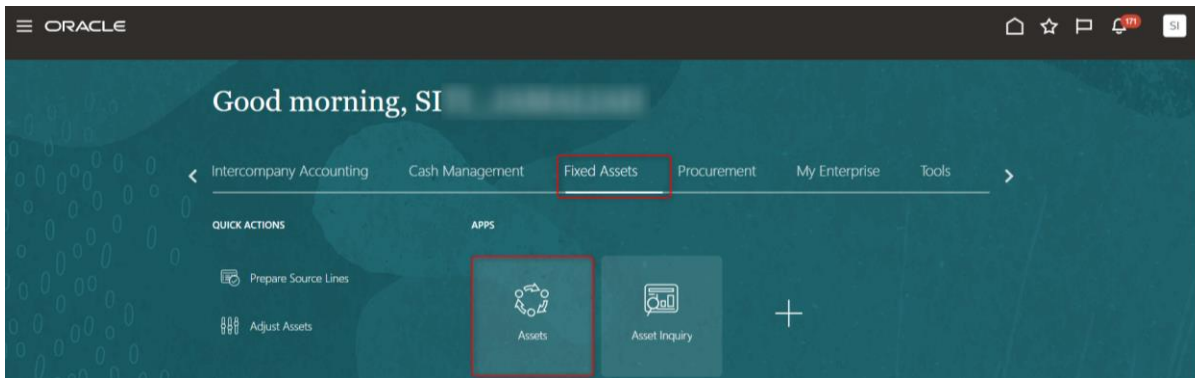 ORACLE
171
SI
Good morning, SI
Intercompany Accounting Cash Management Fixed Assets Procurement My Enterprise Tools
QUICK ACTIONS APPS
Prepare Source Lines
Adjust Assets
Assets
Asset Inquiry